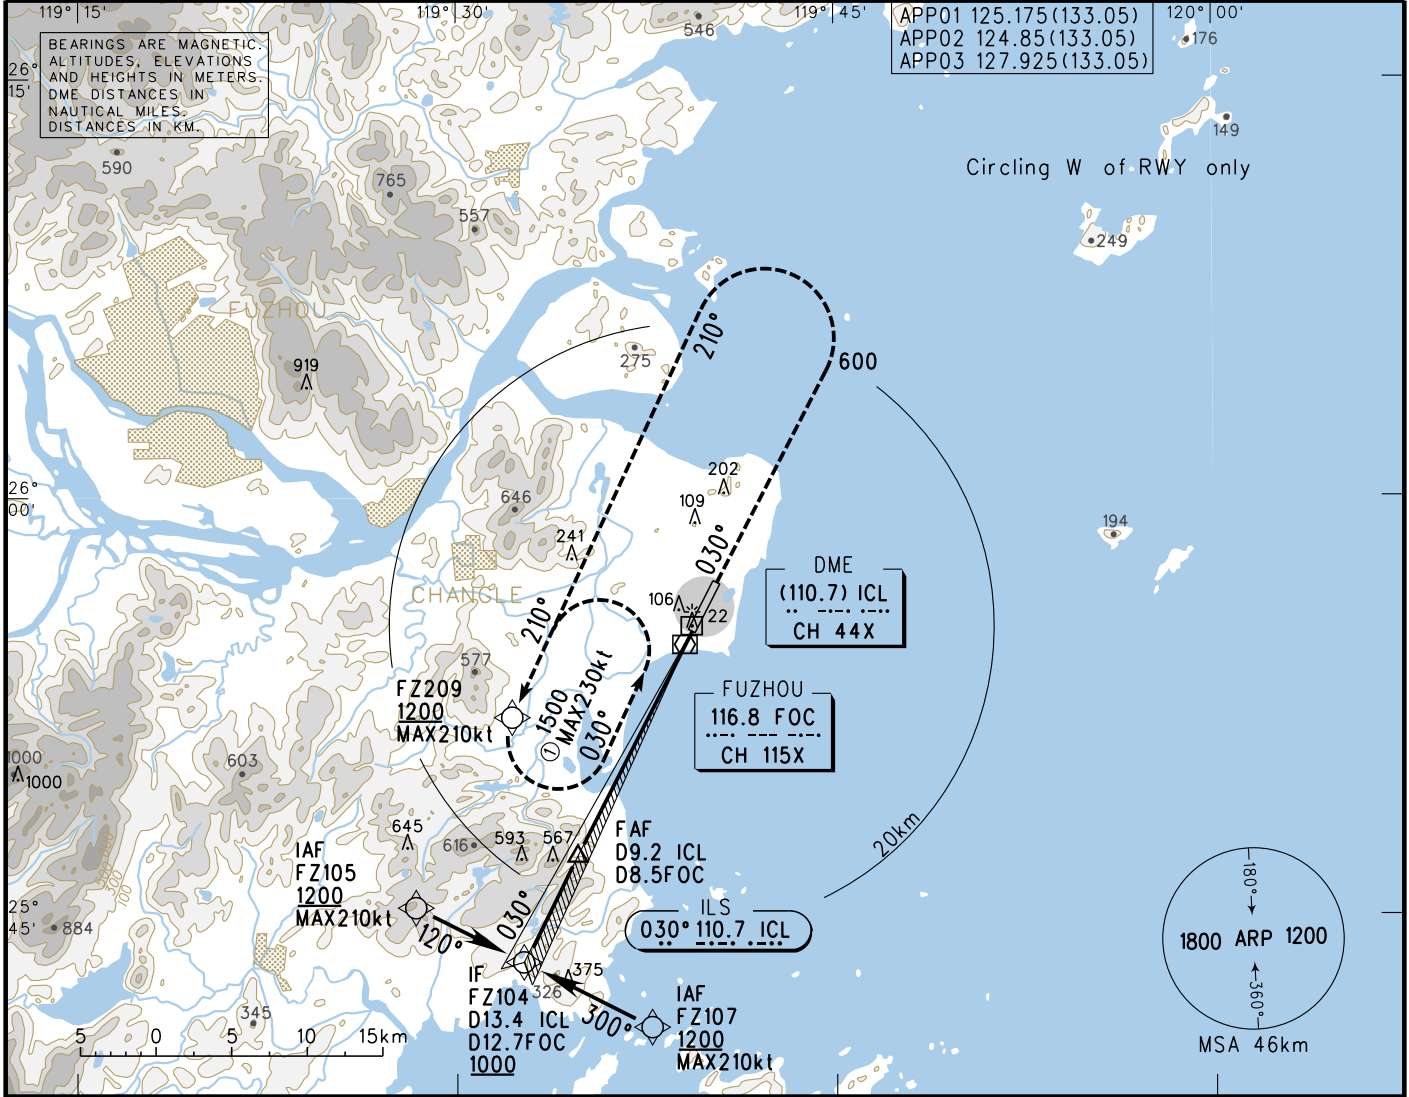 119° 15'
119° 30'
119° 45'
120° 00'
BEARINGS ARE MAGNETIC.
ALTITUDES, ELEVATIONS
AND HEIGHTS IN METERS.
DME DISTANCES IN
NAUTICAL MILES.
DISTANCES IN KM.
APP01 125.175(133.05)
APP02 124.85(133.05)
APP03 127.925(133.05)
26°
15'
546
176
149
590
765
557
Circling W of RWY only
249
FUZHOU
210°
275
600
919
26°
00'
202
109
646
241
030°
194
CHANGLE
DME
(110.7) ICL
·· –·–· ·–··
CH 44X
106
22
210°
577
FZ209
1200
MAX210kt
1500
MAX230kt
①
030°
FUZHOU
116.8 FOC
··–· ––– –·–·
CH 115X
1000
1000
603
645
616
593
567
FAF
D9.2 ICL
D8.5FOC
20km
IAF
FZ105
1200
MAX210kt
500
300
100
25°
45'
884
030°
120°
ILS
030° 110.7 ICL
·· –·–· ·–··
180°
1800 ARP 1200
360°
MSA 46km
IF
FZ104
D13.4 ICL
D12.7FOC
1000
326
375
300°
IAF
FZ107
1200
MAX210kt
345
5 0 5 10 15km